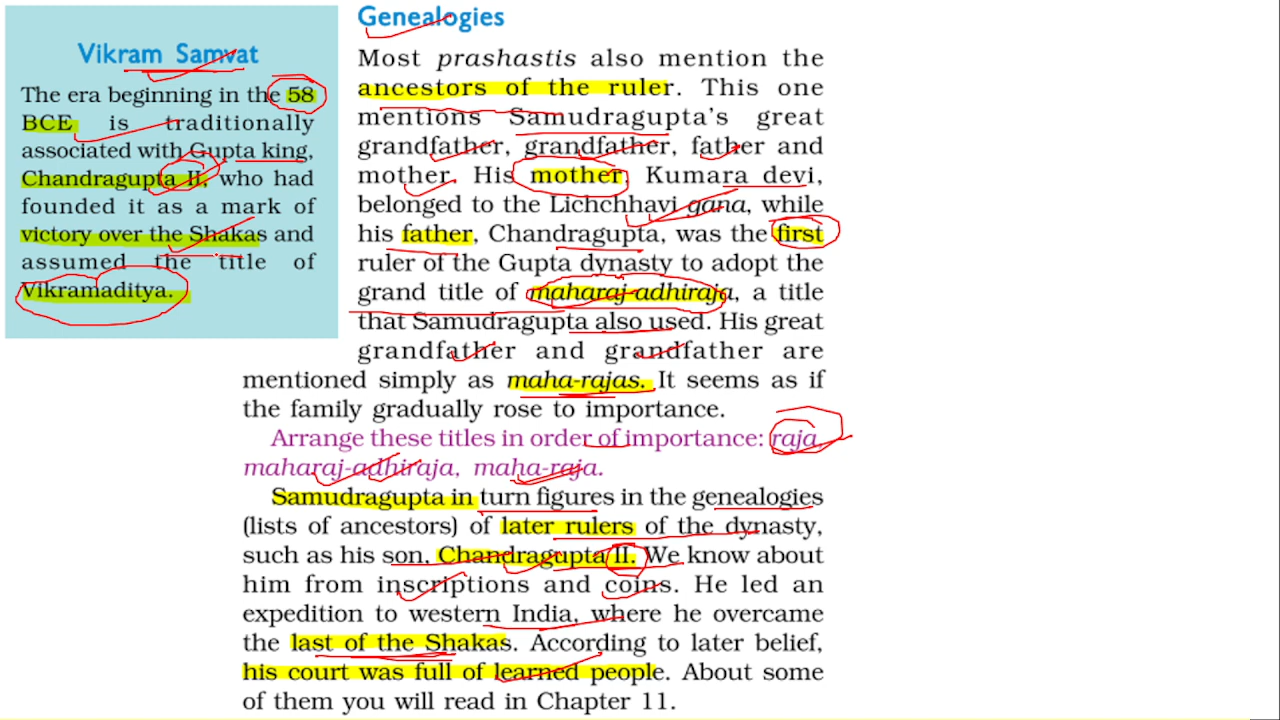 Vikram Samvat
The era beginning in the 58
BCE is traditionally
associated with Gupta king,
Chandragupta II, who had
founded it as a mark of
victory over the Shakas and
assumed the title of
Vikramaditya.
Genealogies
Most prashastis also mention the
ancestors of the ruler. This one
mentions Samudragupta’s great
grandfather, grandfather, father and
mother. His mother, Kumara devi,
belonged to the Lichchhavi gana, while
his father, Chandragupta, was the first
ruler of the Gupta dynasty to adopt the
grand title of maharaj-adhiraja, a title
that Samudragupta also used. His great
grandfather and grandfather are
mentioned simply as maha-rajas. It seems as if
the family gradually rose to importance.
Arrange these titles in order of importance: raja,
maharaj-adhiraja, maha-raja.
Samudragupta in turn figures in the genealogies
(lists of ancestors) of later rulers of the dynasty,
such as his son, Chandragupta II. We know about
him from inscriptions and coins. He led an
expedition to western India, where he overcame
the last of the Shakas. According to later belief,
his court was full of learned people. About some
of them you will read in Chapter 11.